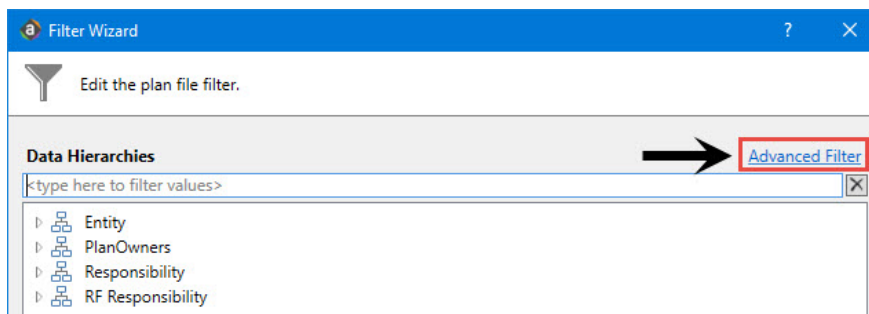 Filter Wizard ?
Edit the plan file filter.
Data Hierarchies Advanced Filter
<type here to filter values>
Entity
PlanOwners
Responsibility
RF Responsibility